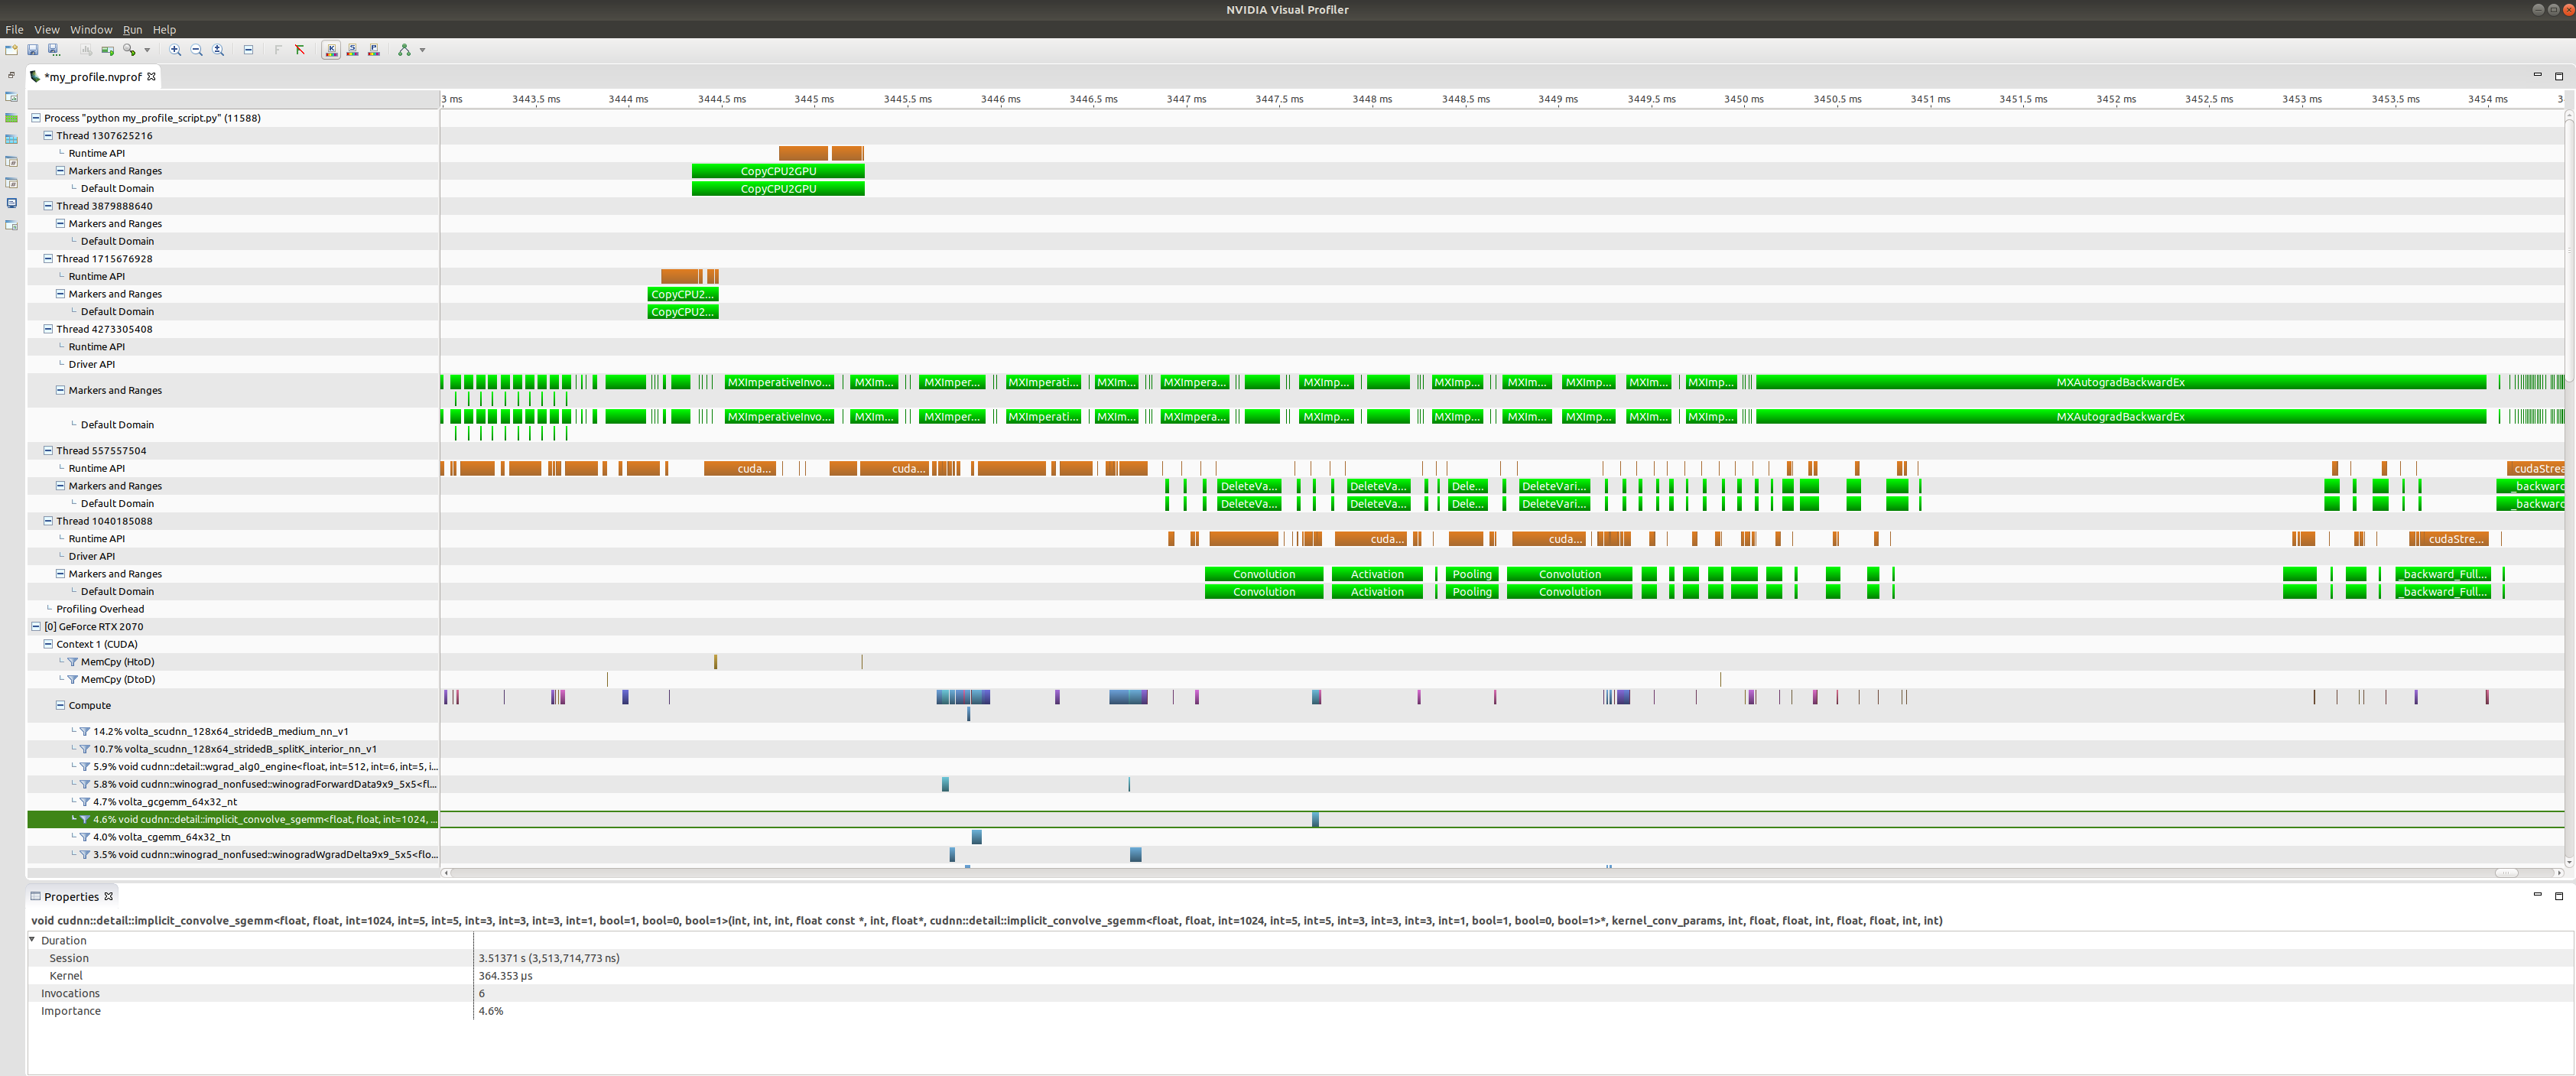 NVIDIA Visual Profiler
File View Window Run Help
*my_profile.nvprof
3 ms 3443.5 ms 3444 ms 3444.5 ms 3445 ms 3445.5 ms 3446 ms 3446.5 ms 3447 ms 3447.5 ms 3448 ms 3448.5 ms 3449 ms 3449.5 ms 3450 ms 3450.5 ms 3451 ms 3451.5 ms 3452 ms 3452.5 ms 3453 ms 3453.5 ms 3454 ms 3
Process "python my_profile_script.py" (11588)
Thread 1307625216
Runtime API
Markers and Ranges CopyCPU2GPU
Default Domain CopyCPU2GPU
Thread 3879888640
Markers and Ranges
Default Domain
Thread 1715676928
Runtime API
Markers and Ranges CopyCPU2...
Default Domain CopyCPU2...
Thread 4273305408
Runtime API
Driver API
Markers and Ranges MXImperativeInvo... MXIm... MXImper... MXImperati... MXIm... MXImpera... MXImp... MXImp... MXIm... MXImp... MXIm... MXImp... MXAutogradBackwardEx
Default Domain MXImperativeInvo... MXIm... MXImper... MXImperati... MXIm... MXImpera... MXImp... MXImp... MXIm... MXImp... MXIm... MXImp... MXAutogradBackwardEx
Thread 557557504
Runtime API cuda... cuda... cudaStrea
Markers and Ranges DeleteVa... DeleteVa... Dele... DeleteVari... _backward
Default Domain DeleteVa... DeleteVa... Dele... DeleteVari... _backward
Thread 1040185088
Runtime API cuda... cuda... cudaStre...
Driver API
Markers and Ranges Convolution Activation Pooling Convolution _backward_Full...
Default Domain Convolution Activation Pooling Convolution _backward_Full...
Profiling Overhead
[0] GeForce RTX 2070
Context 1 (CUDA)
MemCpy (HtoD)
MemCpy (DtoD)
Compute
14.2% volta_scudnn_128x64_stridedB_medium_nn_v1
10.7% volta_scudnn_128x64_stridedB_splitK_interior_nn_v1
5.9% void cudnn::detail::wgrad_alg0_engine<float, int=512, int=6, int=5, i...
5.8% void cudnn::winograd_nonfused::winogradForwardData9x9_5x5<fl...
4.7% volta_gcgemm_64x32_nt
4.6% void cudnn::detail::implicit_convolve_sgemm<float, float, int=1024, ...
4.0% volta_cgemm_64x32_tn
3.5% void cudnn::winograd_nonfused::winogradWgradDelta9x9_5x5<flo...
Properties
void cudnn::detail::implicit_convolve_sgemm<float, float, int=1024, int=5, int=5, int=3, int=3, int=3, int=1, bool=1, bool=0, bool=1>(int, int, int, float const *, int, float*, cudnn::detail::implicit_convolve_sgemm<float, float, int=1024, int=5, int=5, int=3, int=3, int=3, int=1, bool=1, bool=0, bool=1>*, kernel_conv_params, int, float, float, int, float, float, int, int)
Duration
Session 3.51371 s (3,513,714,773 ns)
Kernel 364.353 µs
Invocations 6
Importance 4.6%